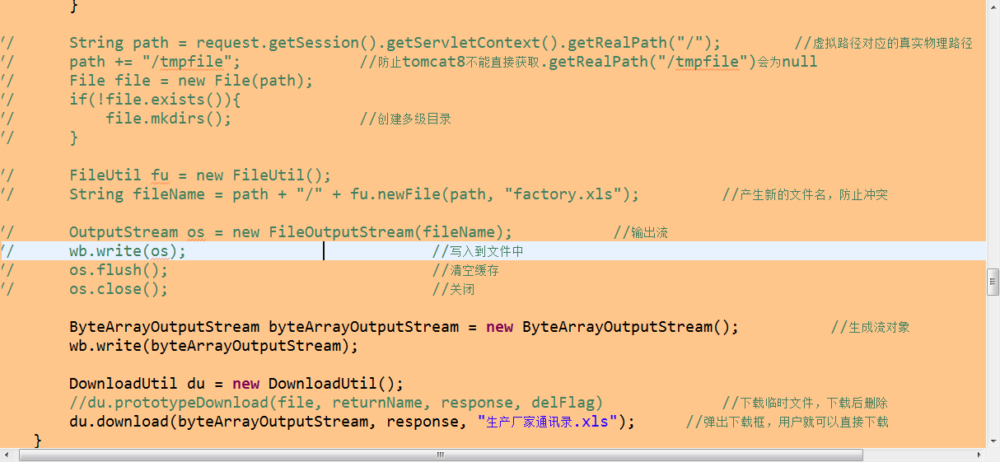 }
//      String path = request.getSession().getServletContext().getRealPath("/");        //虚拟路径对应的真实物理路径
//      path += "/tmpfile";             //防止tomcat8不能直接获取.getRealPath("/tmpfile")会为null
//      File file = new File(path);
//      if(!file.exists()){
//          file.mkdirs();              //创建多级目录
//      }
//      FileUtil fu = new FileUtil();
//      String fileName = path + "/" + fu.newFile(path, "factory.xls");         //产生新的文件名，防止冲突
//      OutputStream os = new FileOutputStream(fileName);           //输出流
//      wb.write(os);                           //写入到文件中
//      os.flush();                             //清空缓存
//      os.close();                             //关闭
ByteArrayOutputStream byteArrayOutputStream = new ByteArrayOutputStream();          //生成流对象
wb.write(byteArrayOutputStream);
DownloadUtil du = new DownloadUtil();
//du.prototypeDownload(file, returnName, response, delFlag)             //下载临时文件，下载后删除
du.download(byteArrayOutputStream, response, "生产厂家通讯录.xls");      //弹出下载框，用户就可以直接下载
}